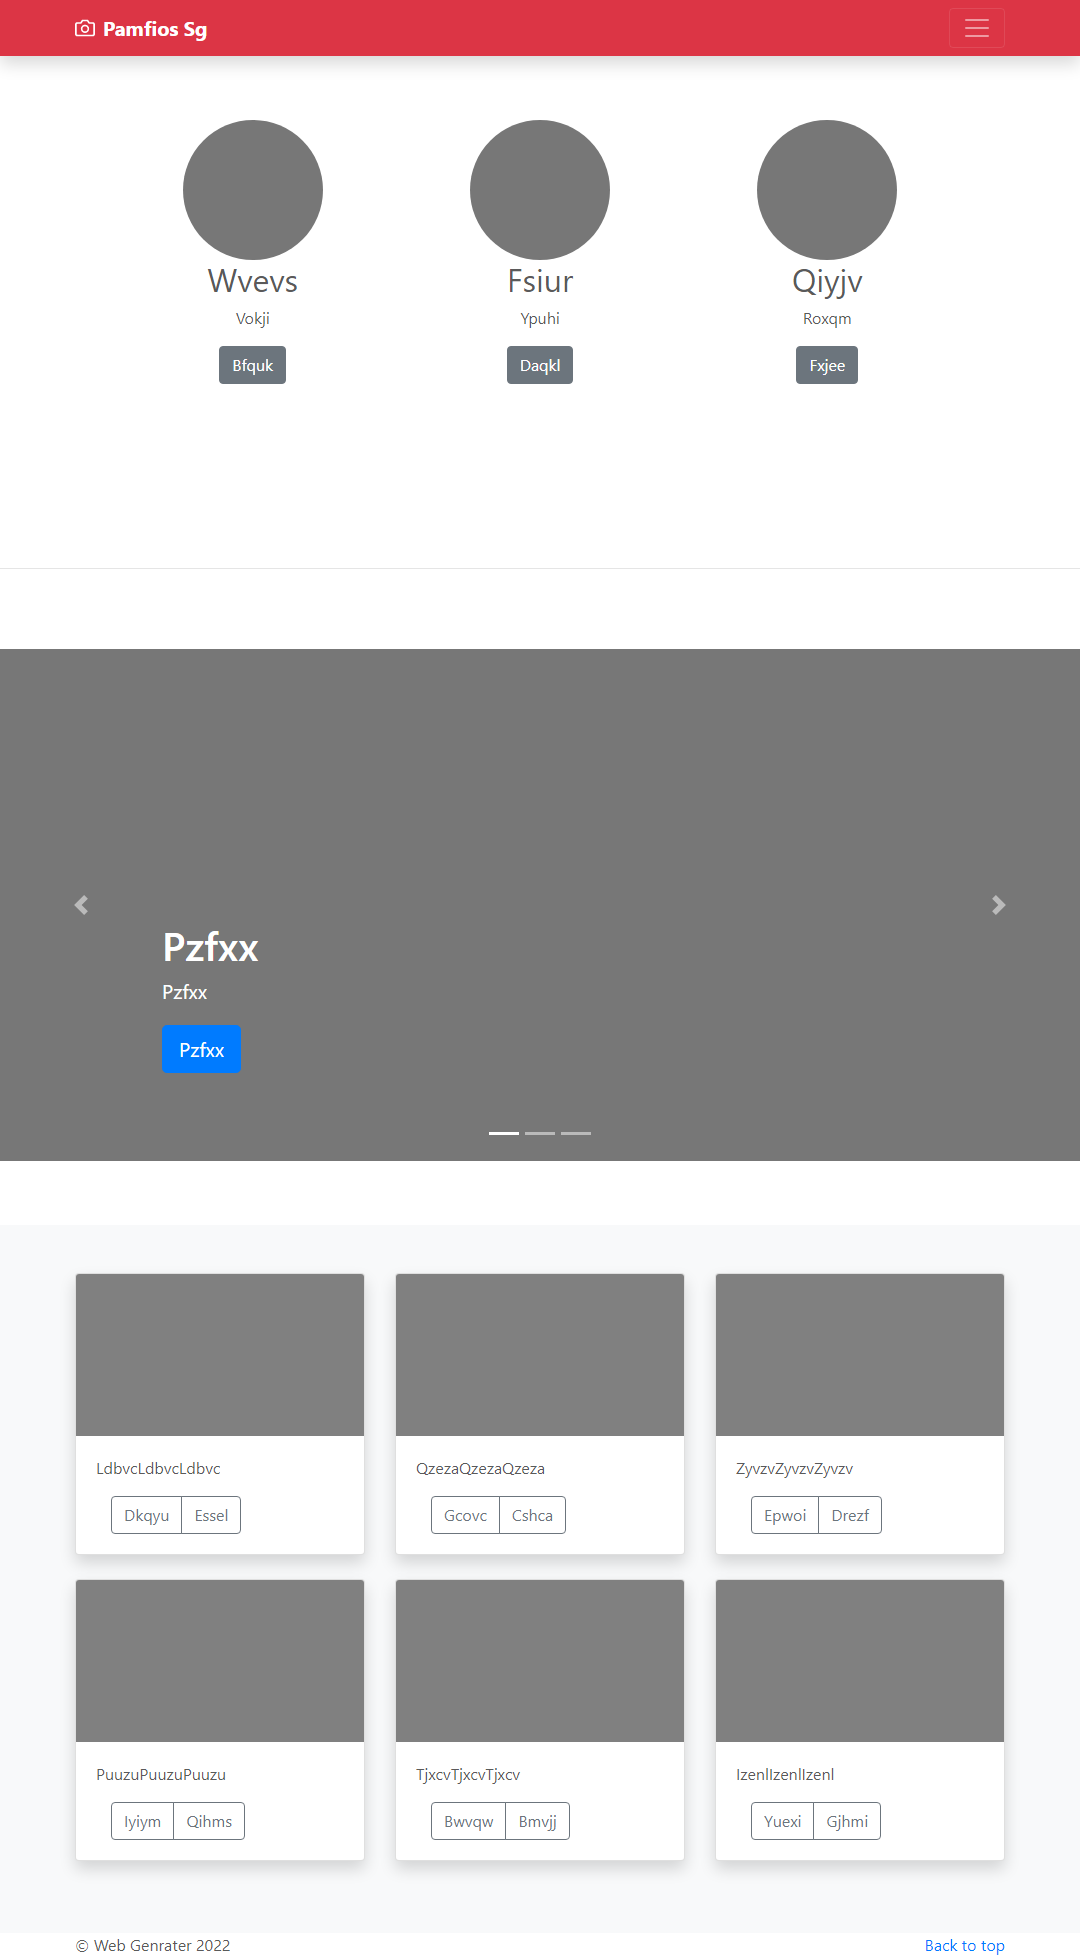 Pamfios Sg
Wvevs
Fsiur
Qiyjv
Vokji
Ypuhi
Roxqm
Bfquk
Daqkl
Fxjee
Pzfxx
Pzfxx
Pzfxx
LdbvcLdbvcLdbvc
QzezaQzezaQzeza
ZyvzvZyvzvZyvzv
Dkqyu Essel
Gcovc Cshca
Epwoi Drezf
PuuzuPuuzuPuuzu
TjxcvTjxcvTjxcv
IzenlIzenlIzenl
Iyiym Qihms
Bwvqw Bmvjj
Yuexi Gjhmi
© Web Genrater 2022
Back to top